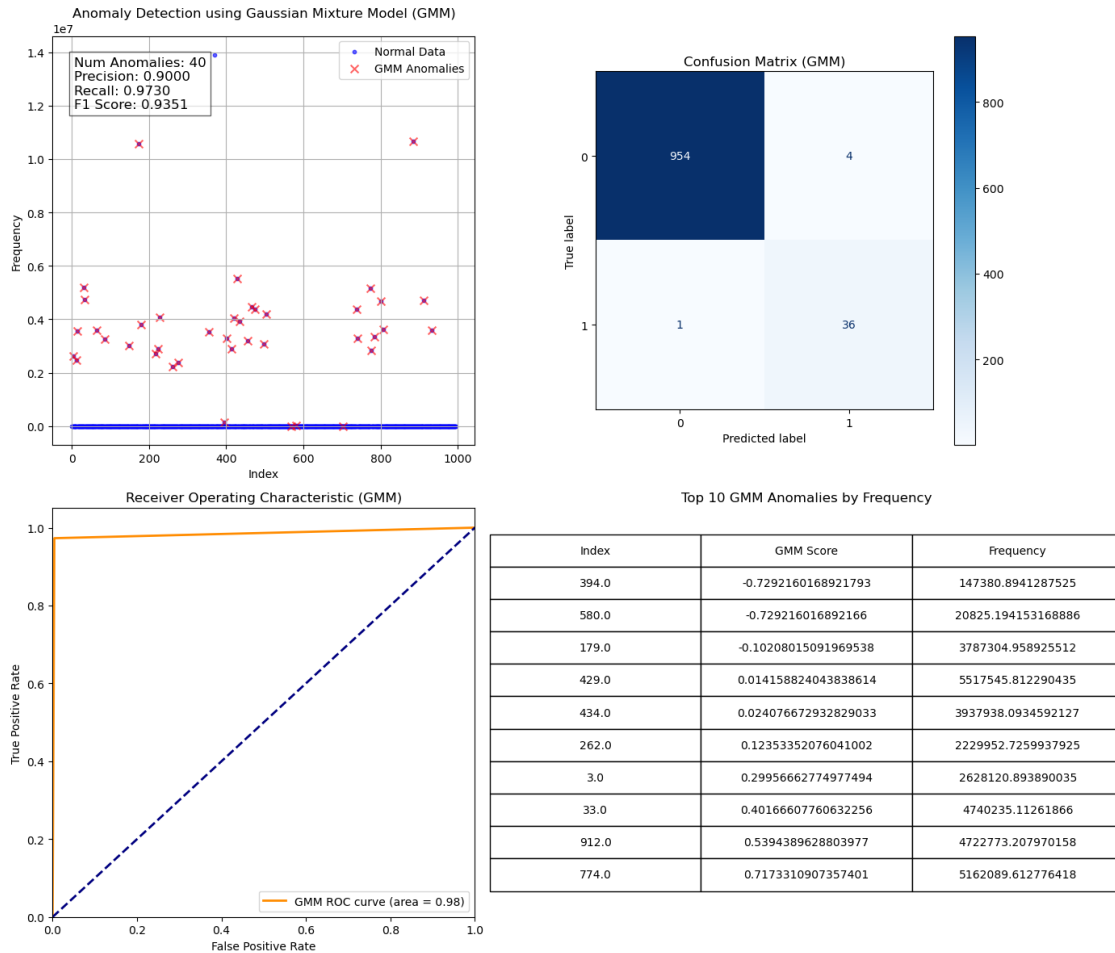 Anomaly Detection using Gaussian Mixture Model (GMM)
1e7
1.4
1.2
1.0
0.8
0.6
0.4
0.2
0.0
Frequency
Num Anomalies: 40
Precision: 0.9000
Recall: 0.9730
F1 Score: 0.9351
Normal Data
GMM Anomalies
0 200 400 600 800 1000
Index
Confusion Matrix (GMM)
True label
0
1
954 4
1 36
0 1
Predicted label
800
600
400
200
Receiver Operating Characteristic (GMM)
True Positive Rate
1.0
0.8
0.6
0.4
0.2
0.0
GMM ROC curve (area = 0.98)
0.0 0.2 0.4 0.6 0.8 1.0
False Positive Rate
Top 10 GMM Anomalies by Frequency
Index GMM Score Frequency
394.0 -0.7292160168921793 147380.8941287525
580.0 -0.729216016892166 20825.194153168886
179.0 -0.10208015091969538 3787304.958925512
429.0 0.014158824043838614 5517545.812290435
434.0 0.024076672932829033 3937938.0934592127
262.0 0.12353352076041002 2229952.7259937925
3.0 0.29956662774977494 2628120.893890035
33.0 0.40166607760632256 4740235.11261866
912.0 0.5394389628803977 4722773.207970158
774.0 0.7173310907357401 5162089.612776418